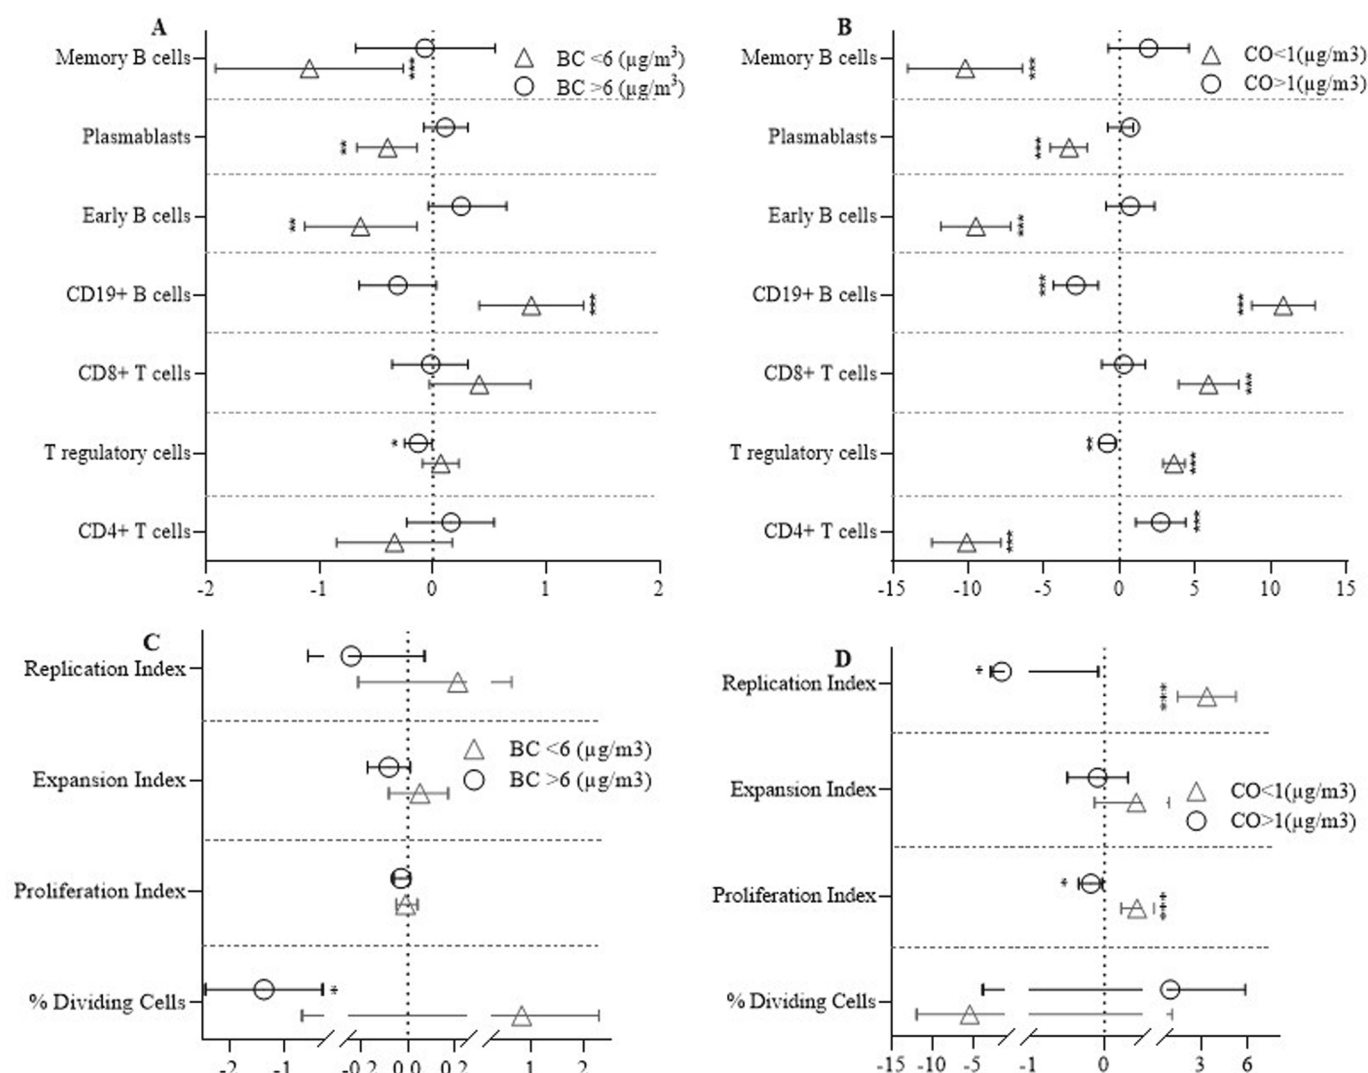 A
Memory B cells
BC <6 (µg/m³)
BC >6 (µg/m³)
***
Plasmablasts
**
Early B cells
**
CD19+ B cells
***
CD8+ T cells
T regulatory cells
*
CD4+ T cells
-2 -1 0 1 2
B
Memory B cells
CO<1(µg/m3)
CO>1(µg/m3)
***
Plasmablasts
***
Early B cells
***
CD19+ B cells
*** ***
CD8+ T cells
***
T regulatory cells
** ***
CD4+ T cells
*** ***
-15 -10 -5 0 5 10 15
C
Replication Index
Expansion Index
BC <6 (µg/m3)
BC >6 (µg/m3)
Proliferation Index
% Dividing Cells
*
-2 -1 -0.2 0.0 0.2 1 2
D
Replication Index
* ***
Expansion Index
CO<1(µg/m3)
CO>1(µg/m3)
Proliferation Index
* ***
% Dividing Cells
-15 -10 -5 -1 0 3 6